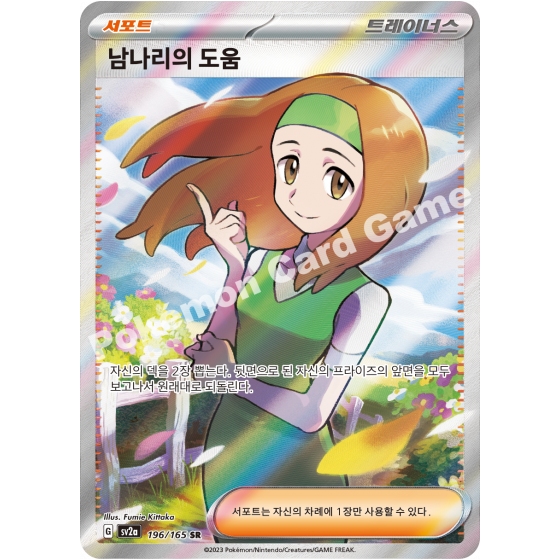 서포트
트레이너스
남나리의 도움
Pokémon Card Game
자신의 덱을 2장 뽑는다. 뒷면으로 된 자신의 프라이즈의 앞면을 모두
보고나서 원래대로 되돌린다.
Illus. Fumie Kittaka
G sv2a 196/165 SR
서포트는 자신의 차례에 1장만 사용할 수 있다.
©2023 Pokémon/Nintendo/Creatures/GAME FREAK.